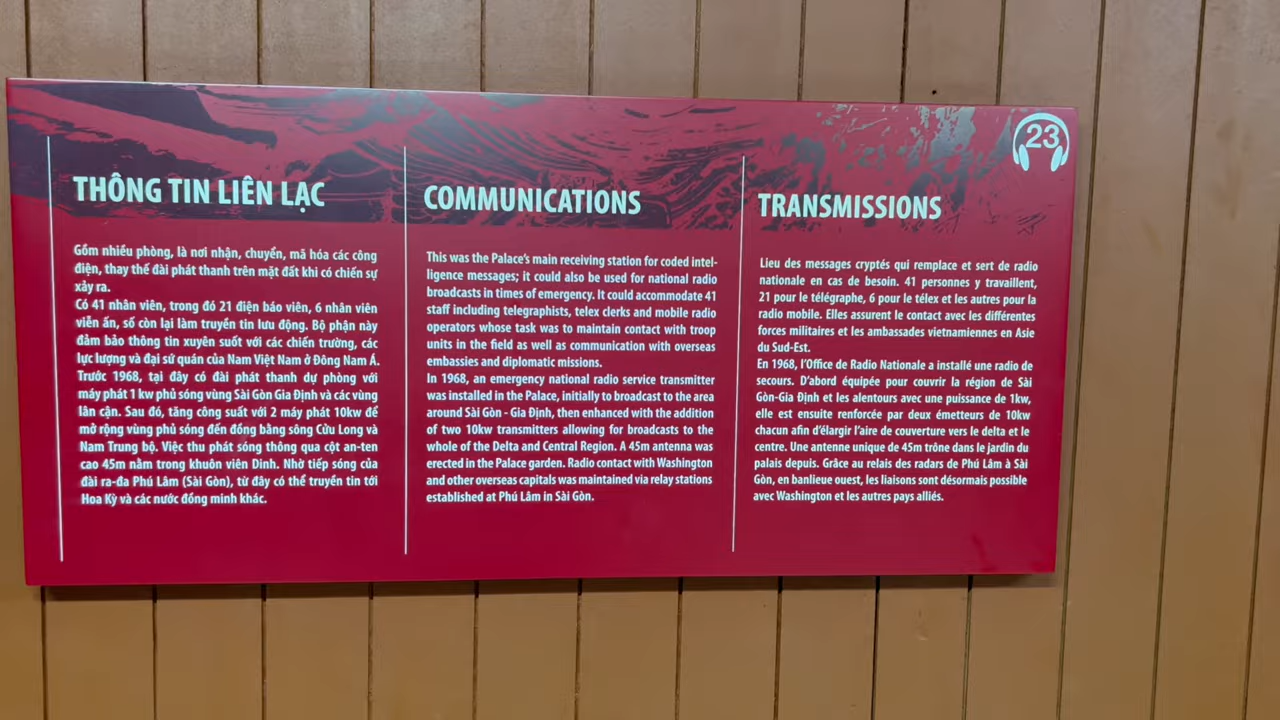 23
THÔNG TIN LIÊN LẠC
Gồm nhiều phòng, là nơi nhận, chuyển, mã hóa các công
điện, thay thế đài phát thanh trên mặt đất khi có chiến sự
xảy ra.
Có 41 nhân viên, trong đó 21 điện báo viên, 6 nhân viên
viễn ấn, số còn lại làm truyền tin lưu động. Bộ phận này
đảm bảo thông tin xuyên suốt với các chiến trường, các
lực lượng và đại sứ quán của Nam Việt Nam ở Đông Nam Á.
Trước 1968, tại đây có đài phát thanh dự phòng với
máy phát 1 kw phủ sóng vùng Sài Gòn Gia Định và các vùng
lân cận. Sau đó, tăng công suất với 2 máy phát 10kw để
mở rộng vùng phủ sóng đến đồng bằng sông Cửu Long và
Nam Trung bộ. Việc thu phát sóng thông qua cột an-ten
cao 45m nằm trong khuôn viên Dinh. Nhờ tiếp sóng của
đài ra-đa Phú Lâm (Sài Gòn), từ đây có thể truyền tin tới
Hoa Kỳ và các nước đồng minh khác.
COMMUNICATIONS
This was the Palace's main receiving station for coded intel-
ligence messages; it could also be used for national radio
broadcasts in times of emergency. It could accommodate 41
staff including telegraphists, telex clerks and mobile radio
operators whose task was to maintain contact with troop
units in the field as well as communication with overseas
embassies and diplomatic missions.
In 1968, an emergency national radio service transmitter
was installed in the Palace, initially to broadcast to the area
around Sài Gòn - Gia Định, then enhanced with the addition
of two 10kw transmitters allowing for broadcasts to the
whole of the Delta and Central Region. A 45m antenna was
erected in the Palace garden. Radio contact with Washington
and other overseas capitals was maintained via relay stations
established at Phú Lâm in Sài Gòn.
TRANSMISSIONS
Lieu des messages cryptés qui remplace et sert de radio
nationale en cas de besoin. 41 personnes y travaillent,
21 pour le télégraphe, 6 pour le télex et les autres pour la
radio mobile. Elles assurent le contact avec les différentes
forces militaires et les ambassades vietnamiennes en Asie
du Sud-Est.
En 1968, l'Office de Radio Nationale a installé une radio de
secours. D'abord équipée pour couvrir la région de Sài
Gòn-Gia Định et les alentours avec une puissance de 1kw,
elle est ensuite renforcée par deux émetteurs de 10kw
chacun afin d'élargir l'aire de couverture vers le delta et le
centre. Une antenne unique de 45m trône dans le jardin du
palais depuis. Grâce au relais des radars de Phú Lâm à Sài
Gòn, en banlieue ouest, les liaisons sont désormais possible
avec Washington et les autres pays alliés.